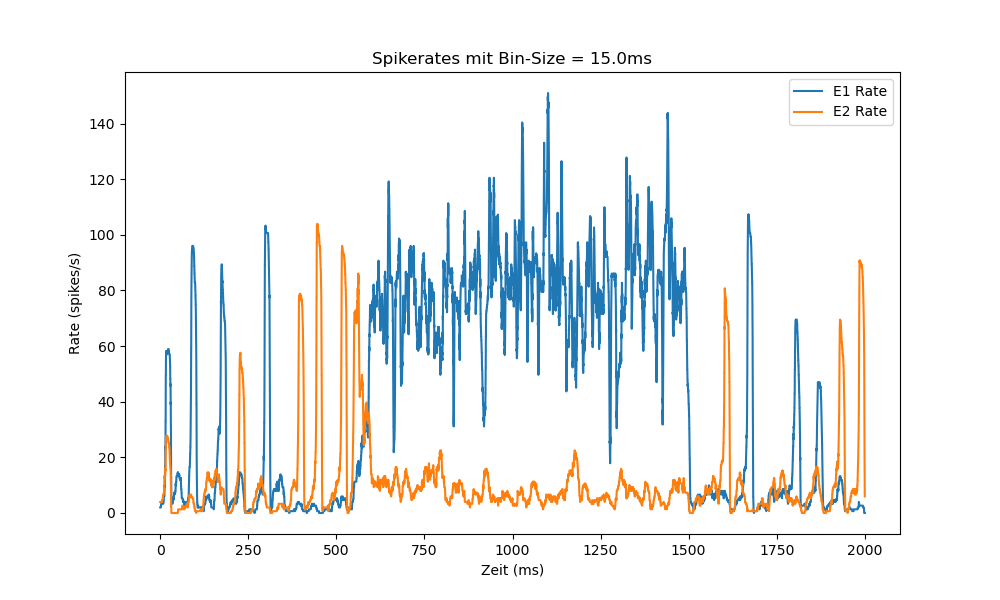 Spikerates mit Bin-Size = 15.0ms
E1 Rate
E2 Rate
Rate (spikes/s)
140
120
100
80
60
40
20
0
0 250 500 750 1000 1250 1500 1750 2000
Zeit (ms)